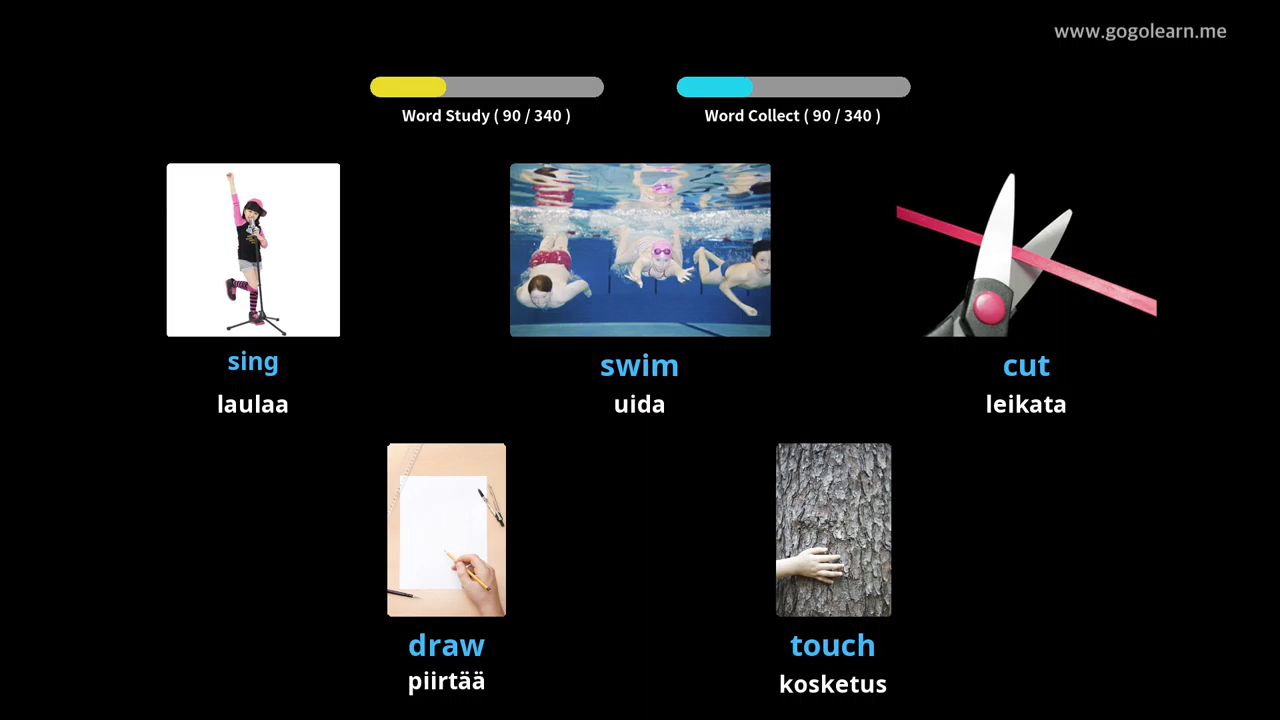 www.gogolearn.me
Word Study ( 90 / 340 )
Word Collect ( 90 / 340 )
sing
swim
cut
laulaa
uida
leikata
draw
touch
piirtää
kosketus